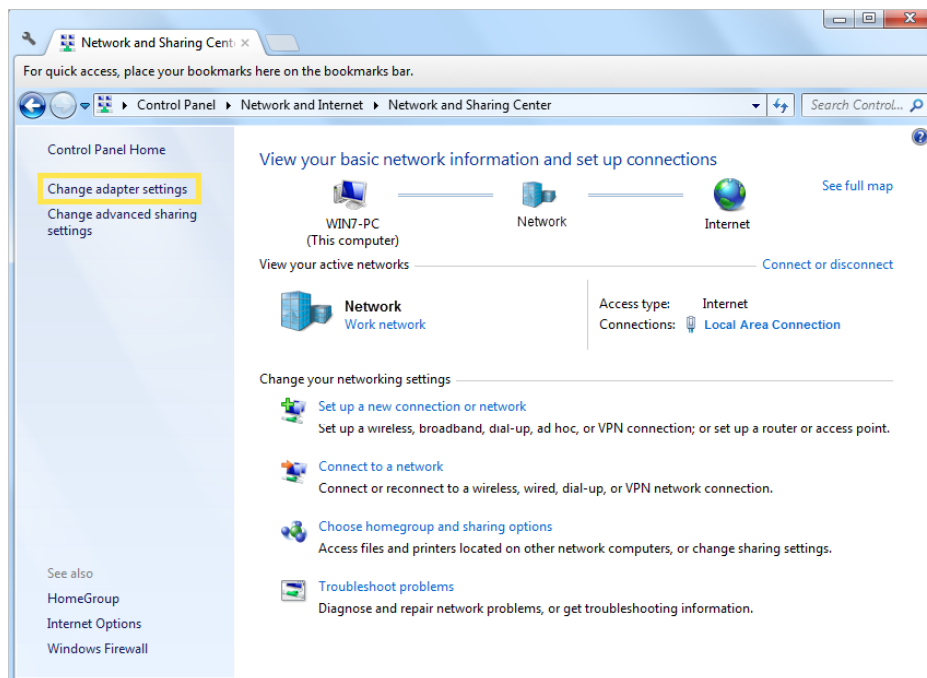 Network and Sharing Cent
For quick access, place your bookmarks here on the bookmarks bar.
Control Panel Network and Internet Network and Sharing Center
Search Control...
Control Panel Home
Change adapter settings
Change advanced sharing
settings
View your basic network information and set up connections
See full map
WIN7-PC
(This computer)
Network
Internet
View your active networks
Connect or disconnect
Network
Work network
Access type: Internet
Connections: Local Area Connection
Change your networking settings
Set up a new connection or network
Set up a wireless, broadband, dial-up, ad hoc, or VPN connection; or set up a router or access point.
Connect to a network
Connect or reconnect to a wireless, wired, dial-up, or VPN network connection.
Choose homegroup and sharing options
Access files and printers located on other network computers, or change sharing settings.
Troubleshoot problems
Diagnose and repair network problems, or get troubleshooting information.
See also
HomeGroup
Internet Options
Windows Firewall